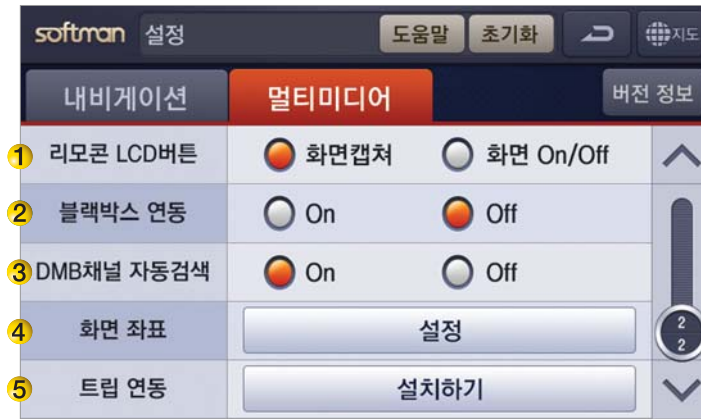 softman 설정 도움말 초기화 지도
내비게이션 멀티미디어 버전 정보
1 리모콘 LCD버튼 화면캡쳐 화면 On/Off
2 블랙박스 연동 On Off
3 DMB채널 자동검색 On Off
4 화면 좌표 설정 2
2
5 트립 연동 설치하기